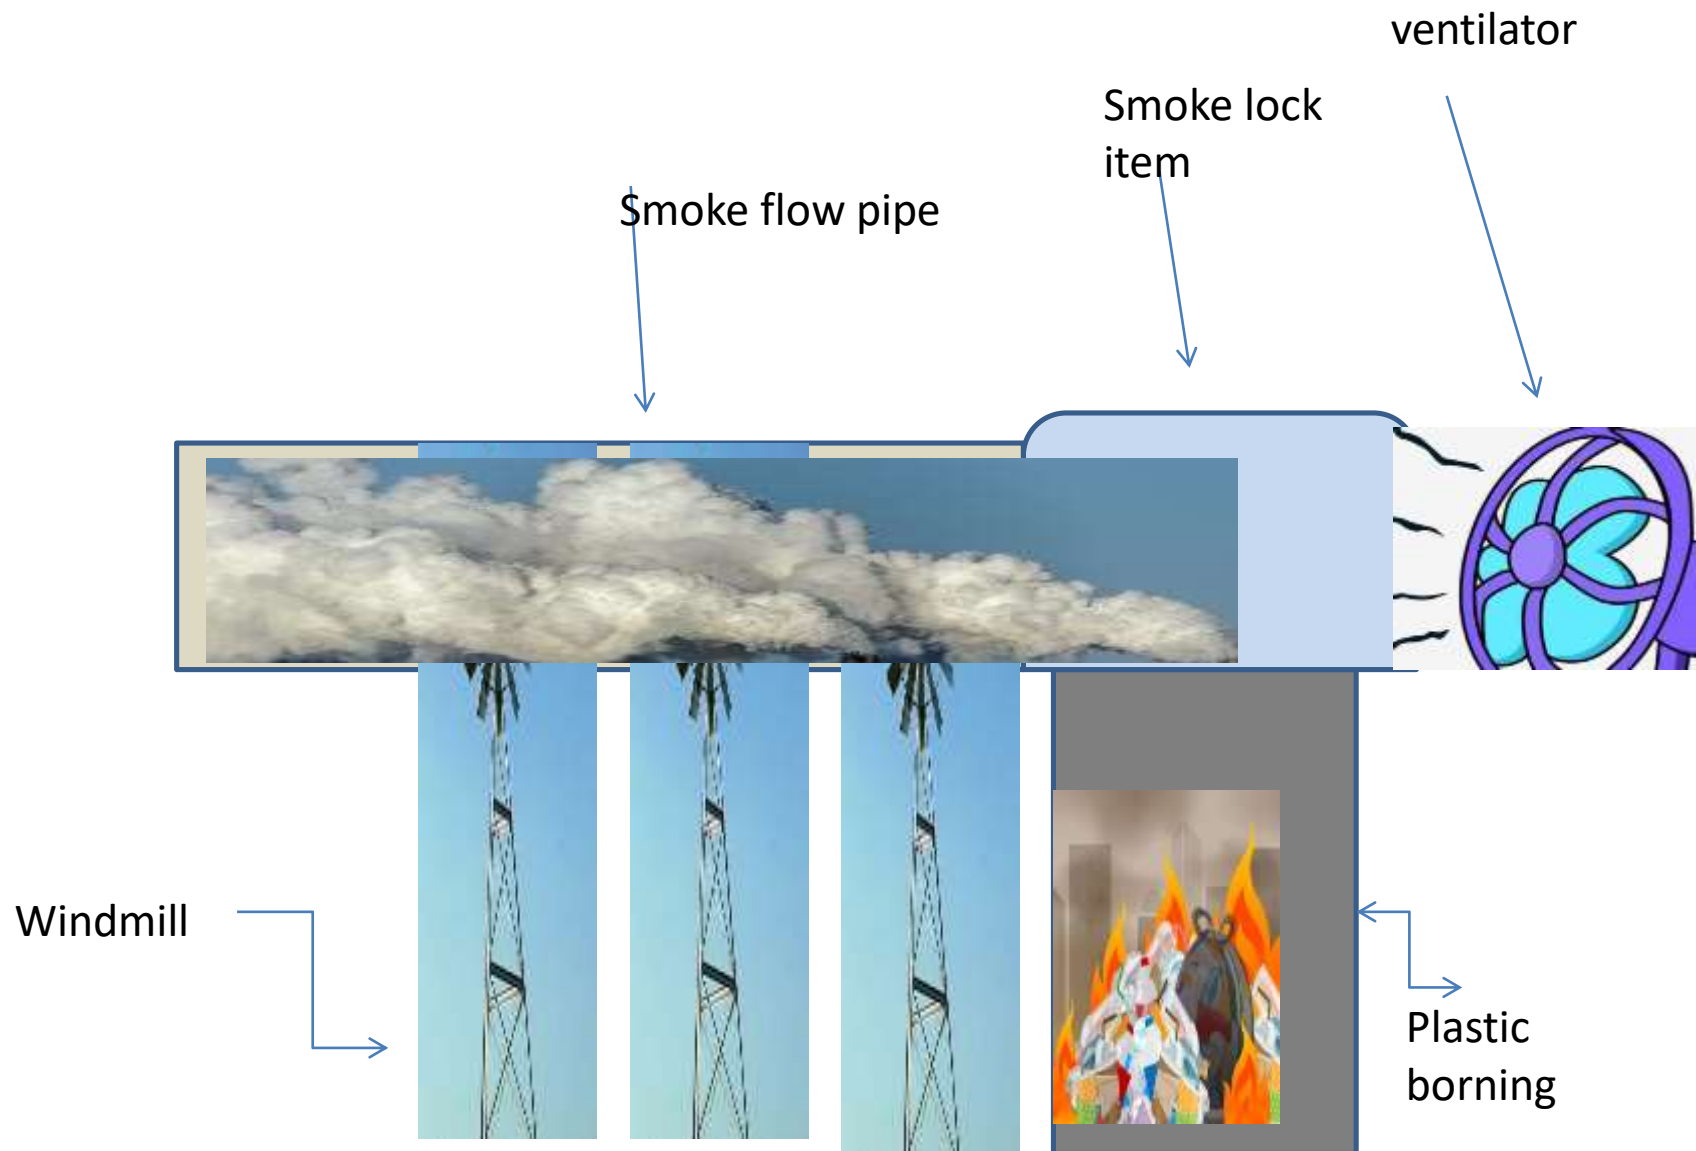 ventilator
Smoke lock
item
Smoke flow pipe
Windmill
Plastic
borning